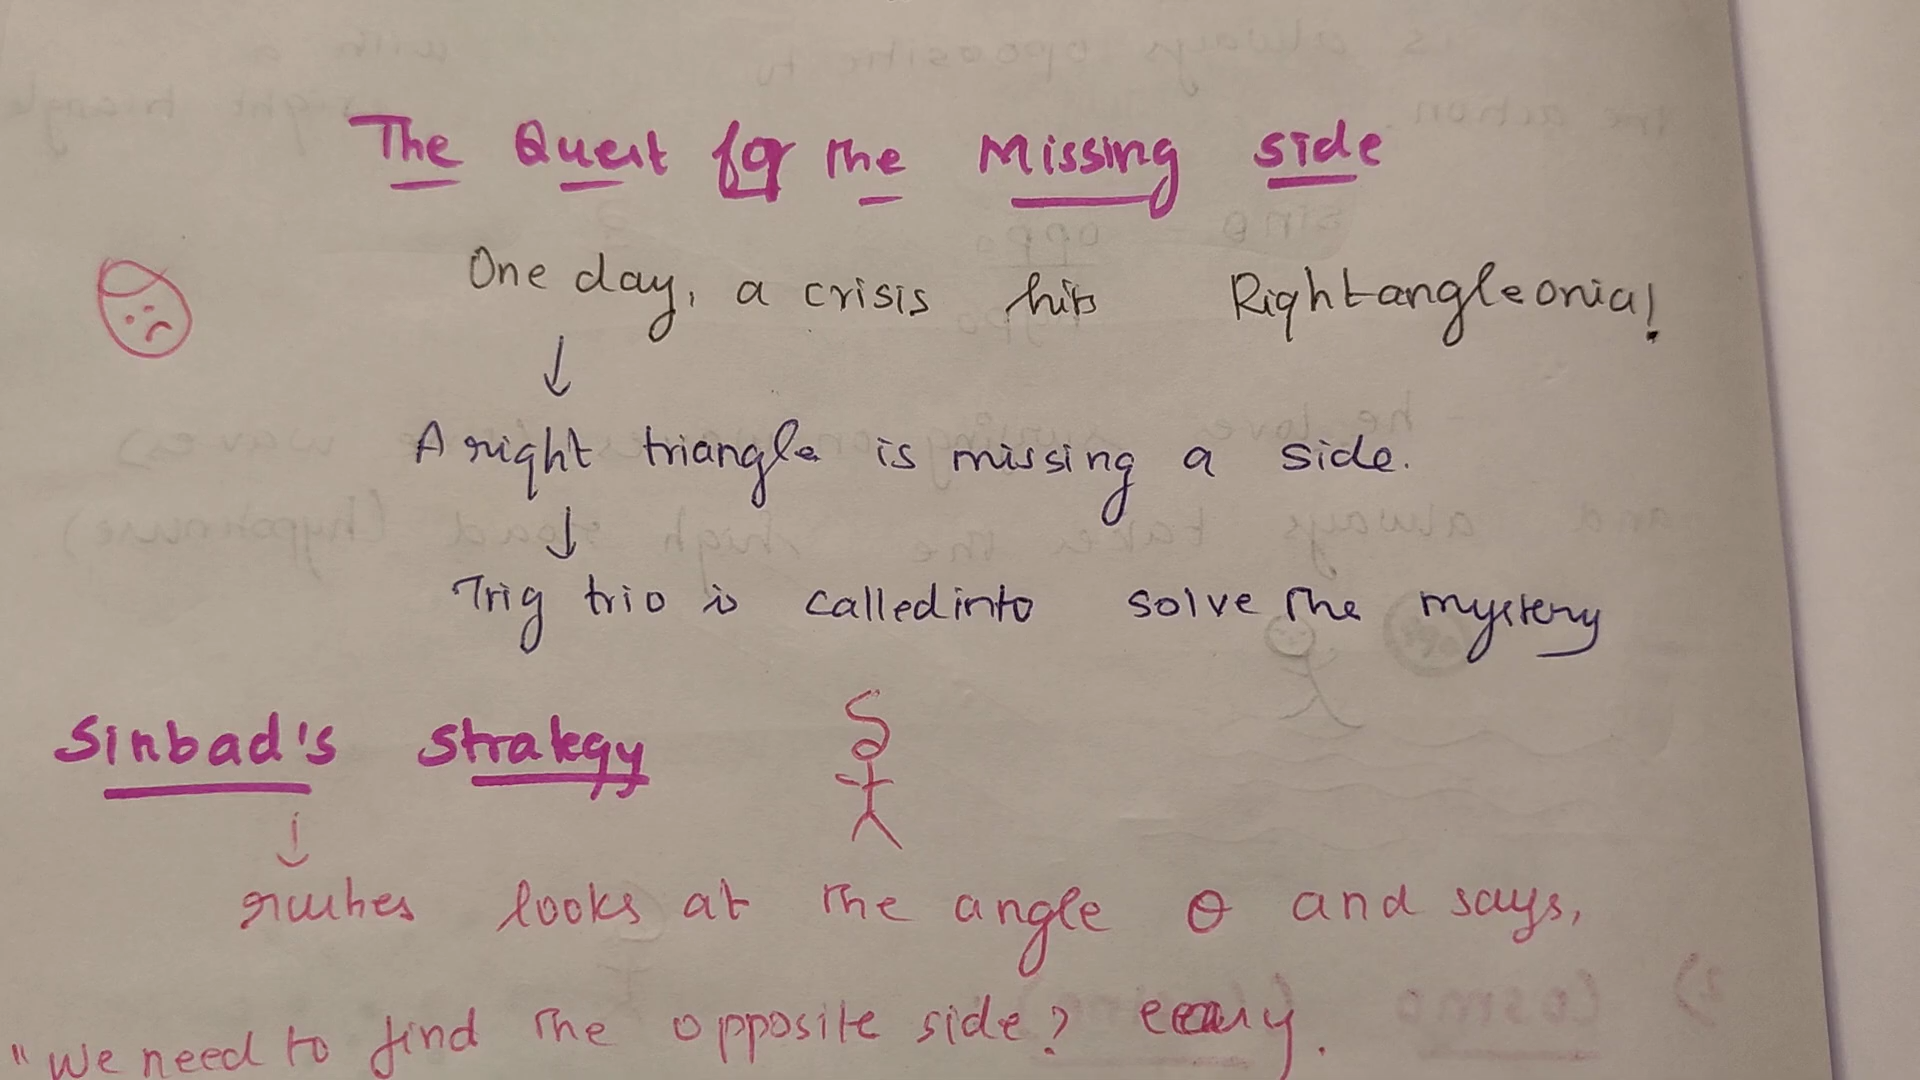 The Quest for the Missing side
One day, a crisis hits Rightangleonia!
↓
A right triangle is missing a side.
↓
Trig trio is called into solve the mystery
Sinbad's strategy
↓
rushes looks at the angle θ and says,
"We need to find the opposite side? easy.